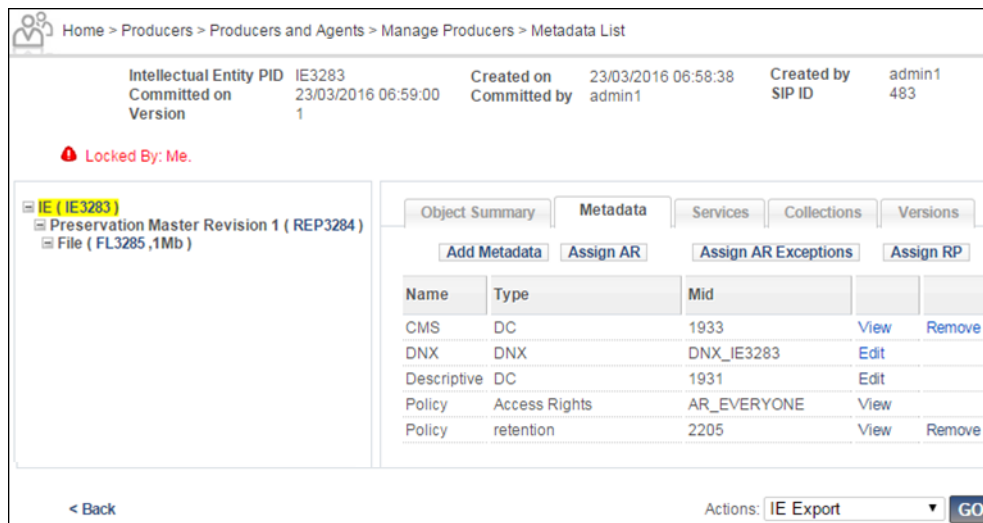 Home > Producers > Producers and Agents > Manage Producers > Metadata List
Intellectual Entity PID IE3283 Created on 23/03/2016 06:58:38 Created by admin1
Committed on 23/03/2016 06:59:00 Committed by admin1 SIP ID 483
Version 1
Locked By: Me.
IE ( IE3283 )
Preservation Master Revision 1 ( REP3284 )
File ( FL3285 ,1Mb )
Object Summary Metadata Services Collections Versions
Add Metadata Assign AR Assign AR Exceptions Assign RP
Name Type Mid
CMS DC 1933 View Remove
DNX DNX DNX_IE3283 Edit
Descriptive DC 1931 Edit
Policy Access Rights AR_EVERYONE View
Policy retention 2205 View Remove
< Back Actions: IE Export GO